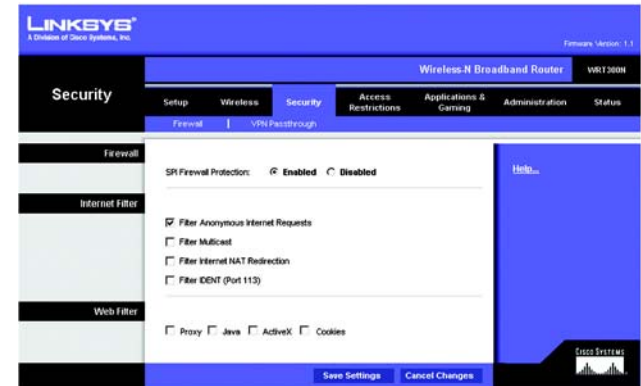 LINKSYS®
A Division of Cisco Systems, Inc.
Firmware Version: 1.1
Wireless-N Broadband Router WRT300N
Security
Setup Wireless Security Access Restrictions Applications & Gaming Administration Status
Firewall | VPN Passthrough
Firewall
SPI Firewall Protection: Enabled Disabled
Help...
Internet Filter
Filter Anonymous Internet Requests
Filter Multicast
Filter Internet NAT Redirection
Filter IDENT (Port 113)
Web Filter
Proxy Java ActiveX Cookies
Save Settings Cancel Changes
CISCO SYSTEMS